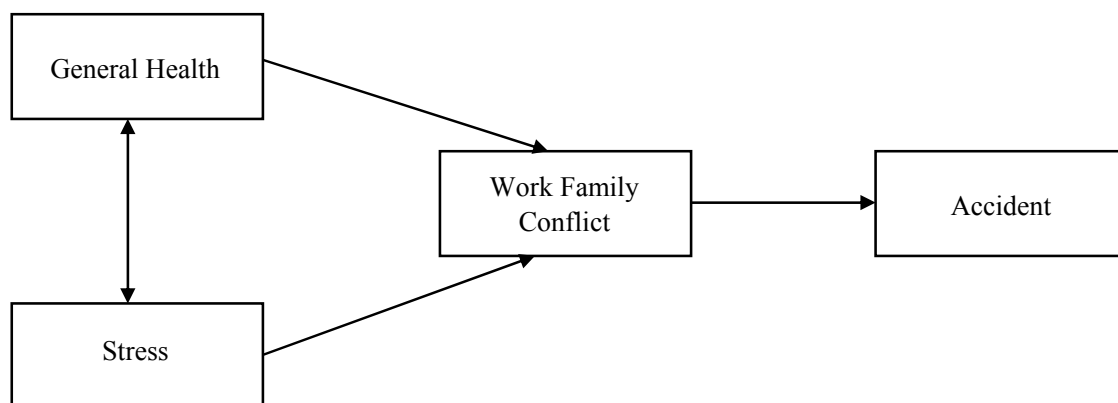 General Health
Work Family
Conflict
Accident
Stress